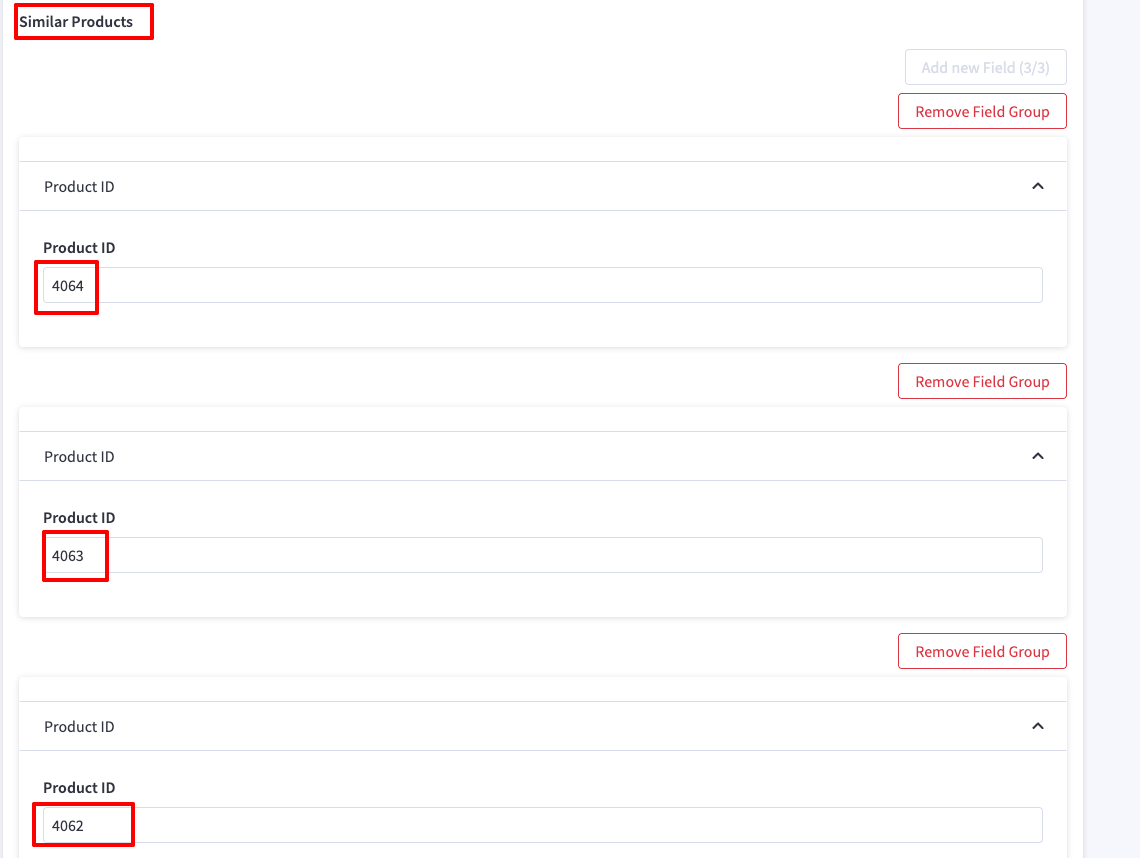 Similar Products
Add new Field (3/3)
Remove Field Group
Product ID
Product ID
4064
Remove Field Group
Product ID
Product ID
4063
Remove Field Group
Product ID
Product ID
4062